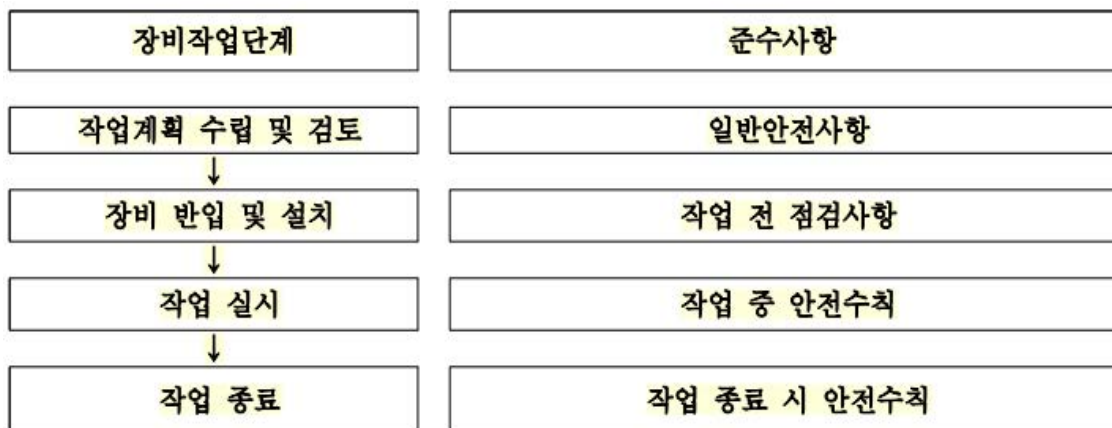 장비작업단계 준수사항
작업계획 수립 및 검토 일반안전사항
↓
장비 반입 및 설치 작업 전 점검사항
↓
작업 실시 작업 중 안전수칙
↓
작업 종료 작업 종료 시 안전수칙